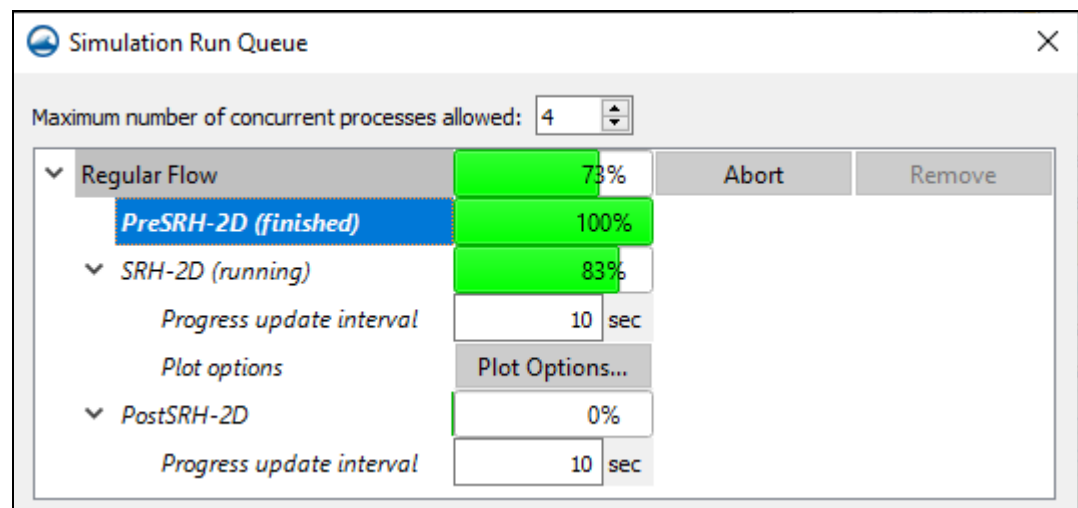 Simulation Run Queue
Maximum number of concurrent processes allowed: 4
Regular Flow 73% Abort Remove
PreSRH-2D (finished) 100%
SRH-2D (running) 83%
Progress update interval 10 sec
Plot options Plot Options...
PostSRH-2D 0%
Progress update interval 10 sec